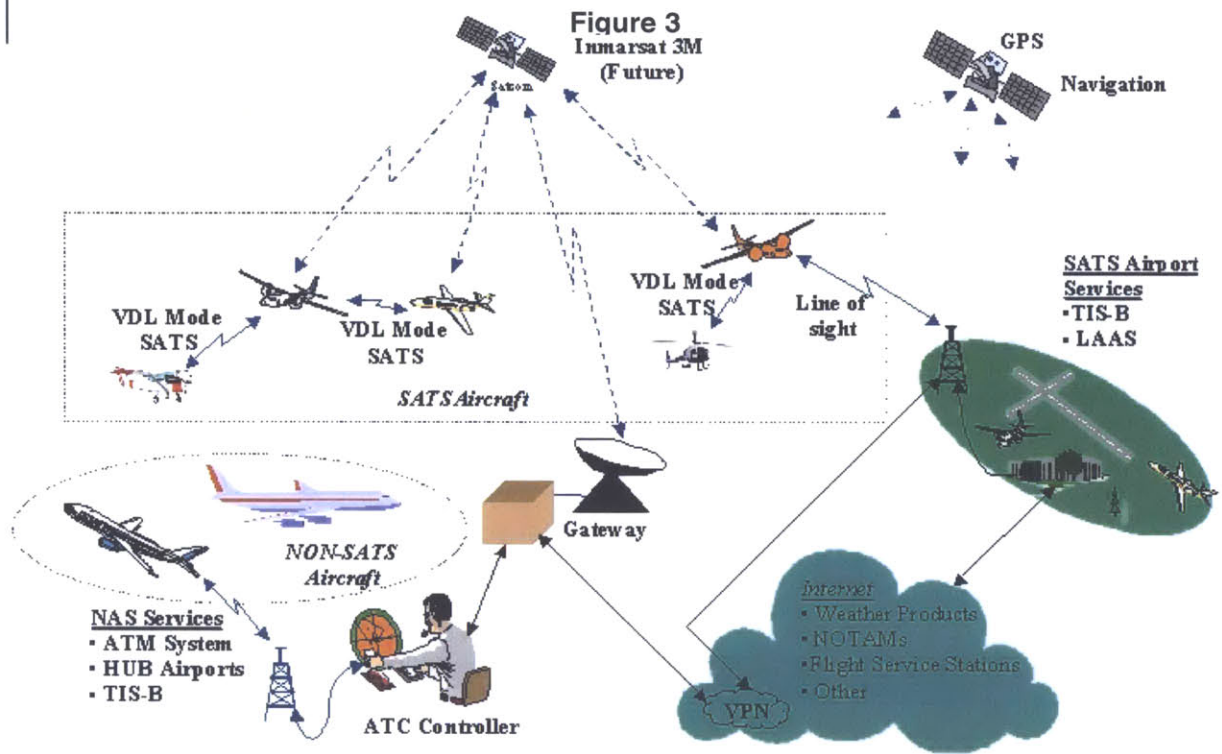 Figure 3
Inmarsat 3M
(Future)
Satcom
GPS
Navigation
VDL Mode
SATS
VDL Mode
SATS
VDL Mode
SATS
Line of
sight
SATS Aircraft
SATS Airport
Services
▪TIS-B
▪ LAAS
NON-SATS
Aircraft
Gateway
NAS Services
▪ ATM System
▪ HUB Airports
▪ TIS-B
ATC Controller
Internet
▪ Weather Products
▪ NOTAMs
▪Flight Service Stations
▪ Other
VPN